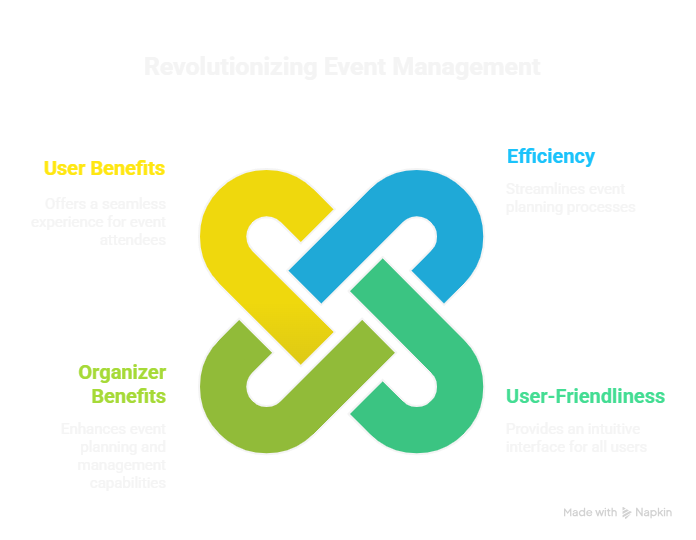 Revolutionizing Event Management
User Benefits
Offers a seamless
experience for event
attendees
Efficiency
Streamlines event
planning processes
Organizer
Benefits
Enhances event
planning and
management
capabilities
User-Friendliness
Provides an intuitive
interface for all users
Made with Napkin